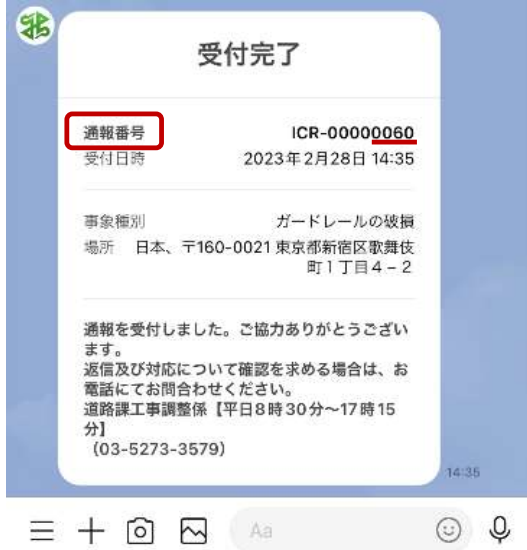 受付完了
通報番号 ICR-00000060
受付日時 2023年2月28日 14:35
事象種別 ガードレールの破損
場所 日本、〒160-0021 東京都新宿区歌舞伎
町1丁目4−2
通報を受付しました。ご協力ありがとうござい
ます。
返信及び対応について確認を求める場合は、お
電話にてお問合わせください。
道路課工事調整係【平日8時30分〜17時15
分】
（03-5273-3579）
14:35
Aa